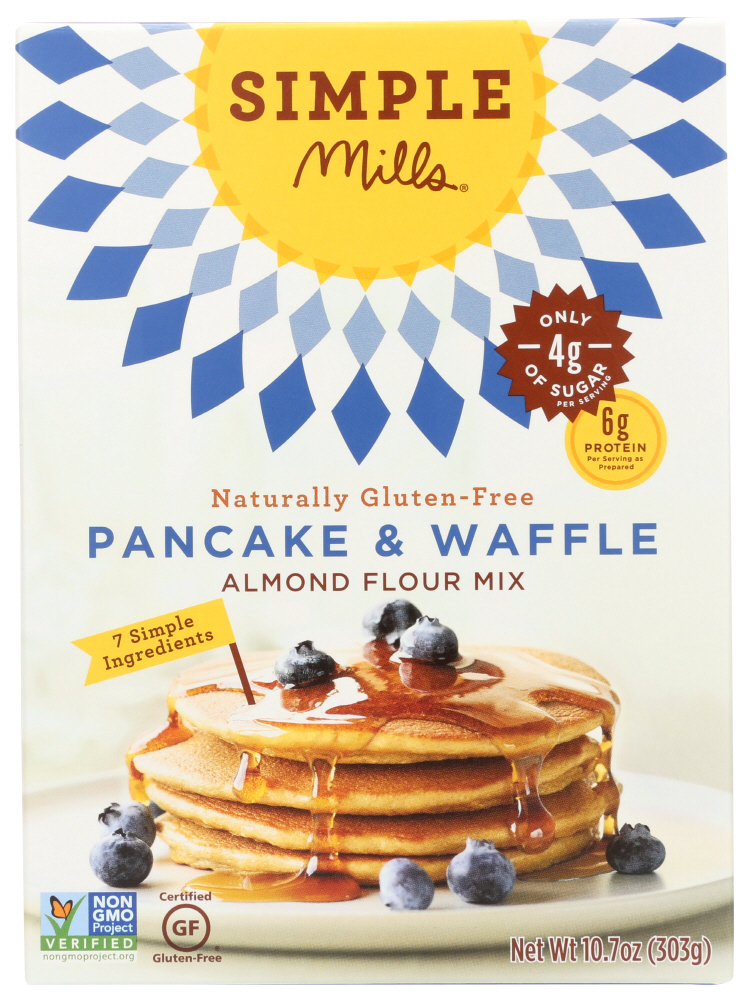 SIMPLE
Mills®
ONLY
4g
OF SUGAR
PER SERVING
6g
PROTEIN
Per Serving as
Prepared
Naturally Gluten-Free
PANCAKE & WAFFLE
ALMOND FLOUR MIX
7 Simple
Ingredients
NON
GMO
Project
VERIFIED
nongmoproject.org
Certified
GF
Gluten-Free
Net Wt 10.7oz (303g)